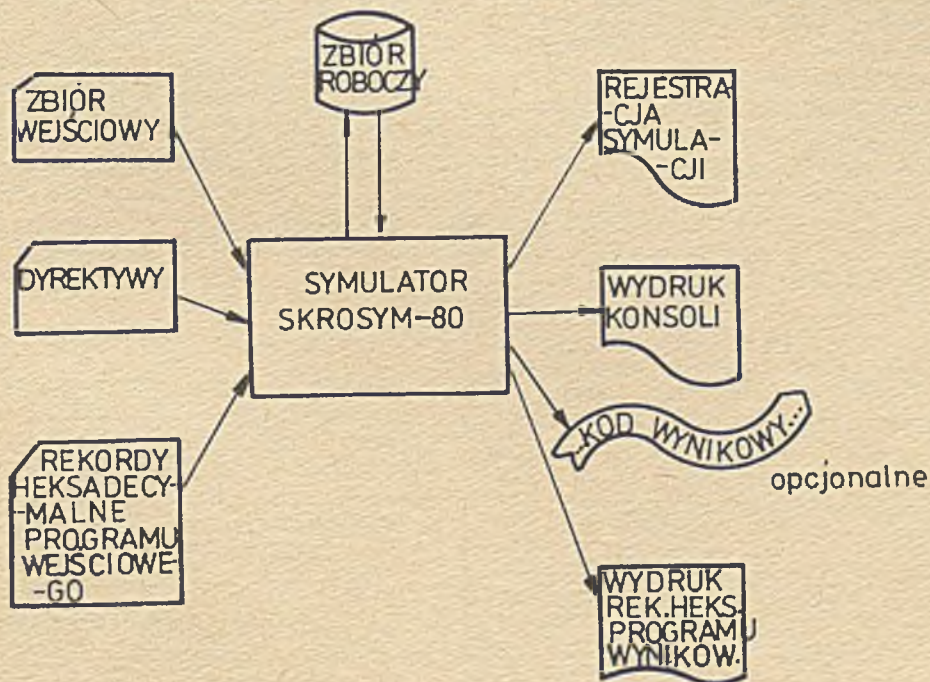 ZBIÓR
ROBOCZY
ZBIÓR
WEJŚCIOWY
DYREKTYWY
REKORDY
HEKSADECY-
-MALNE
PROGRAMU
WEJŚCIOWE-
-GO
SYMULATOR
SKROSYM-80
REJESTRA-
-CJA
SYMULA-
-CJI
WYDRUK
KONSOLI
...KOD WYNIKOWY...
opcjonalne
WYDRUK
REK.HEKS.
PROGRAMU
WYNIKOW.